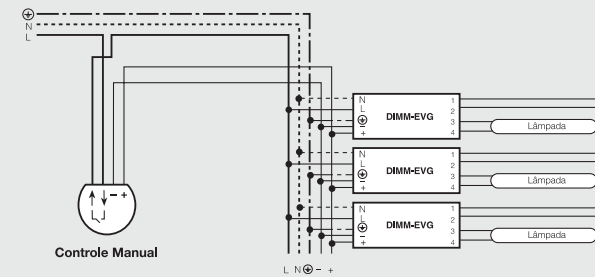 N
L
N
L
−
+
DIMM-EVG
1
2
3
4
Lâmpada
N
L
−
+
DIMM-EVG
1
2
3
4
Lâmpada
N
L
−
+
DIMM-EVG
1
2
3
4
Lâmpada
− +
Controle Manual
L N − +